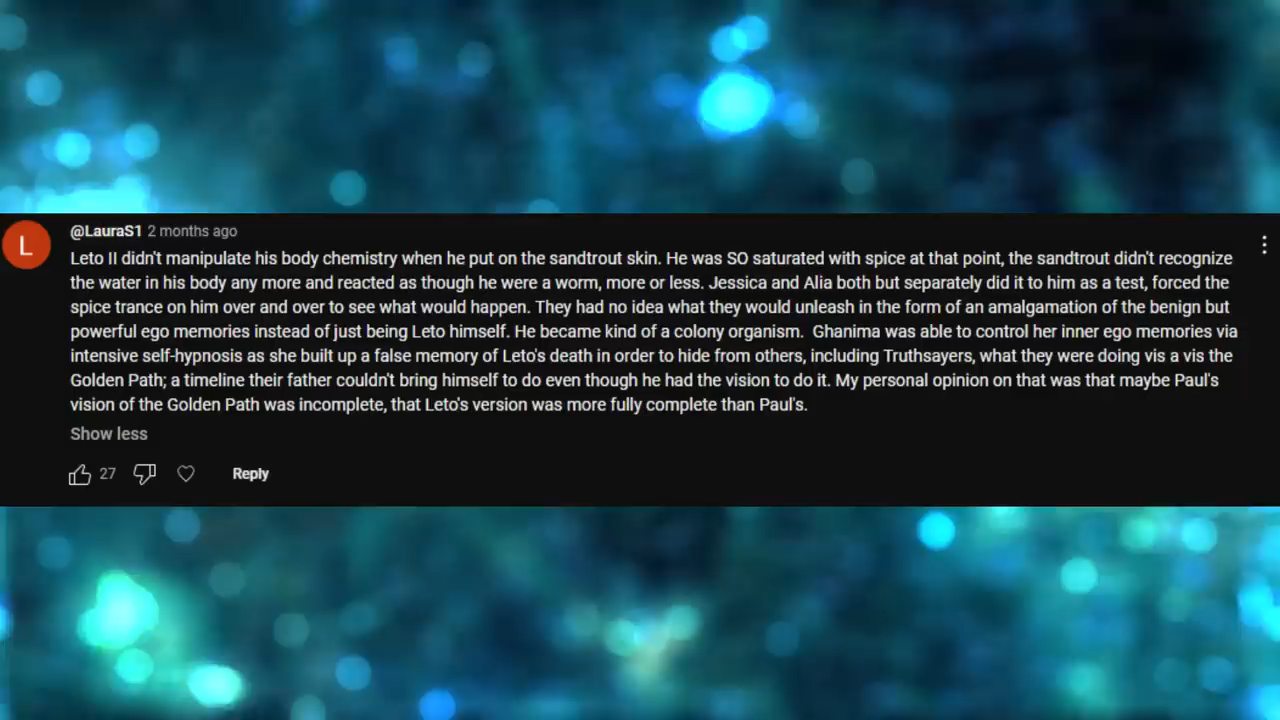 L
@LauraS1 2 months ago
Leto II didn't manipulate his body chemistry when he put on the sandtrout skin. He was SO saturated with spice at that point, the sandtrout didn't recognize
the water in his body any more and reacted as though he were a worm, more or less. Jessica and Alia both but separately did it to him as a test, forced the
spice trance on him over and over to see what would happen. They had no idea what they would unleash in the form of an amalgamation of the benign but
powerful ego memories instead of just being Leto himself. He became kind of a colony organism.  Ghanima was able to control her inner ego memories via
intensive self-hypnosis as she built up a false memory of Leto's death in order to hide from others, including Truthsayers, what they were doing vis a vis the
Golden Path; a timeline their father couldn't bring himself to do even though he had the vision to do it. My personal opinion on that was that maybe Paul's
vision of the Golden Path was incomplete, that Leto's version was more fully complete than Paul's.
Show less
27 Reply